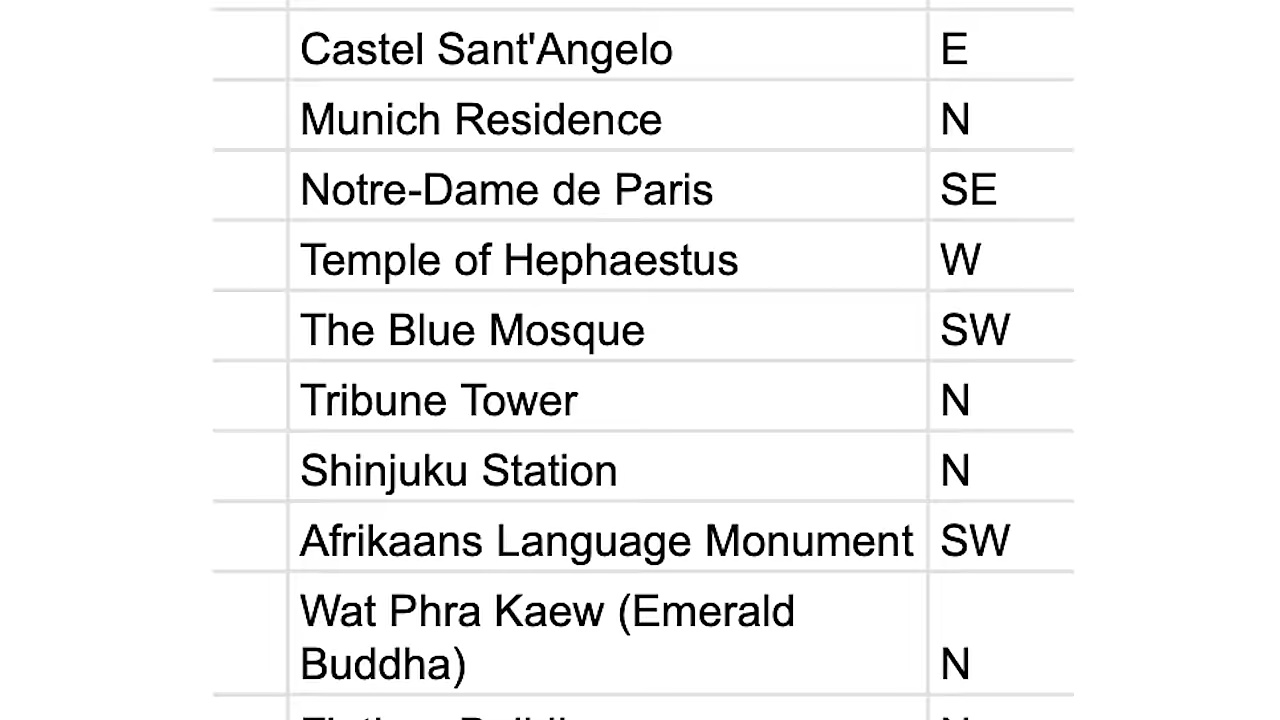 Castel Sant'Angelo E
Munich Residence N
Notre-Dame de Paris SE
Temple of Hephaestus W
The Blue Mosque SW
Tribune Tower N
Shinjuku Station N
Afrikaans Language Monument SW
Wat Phra Kaew (Emerald
Buddha) N